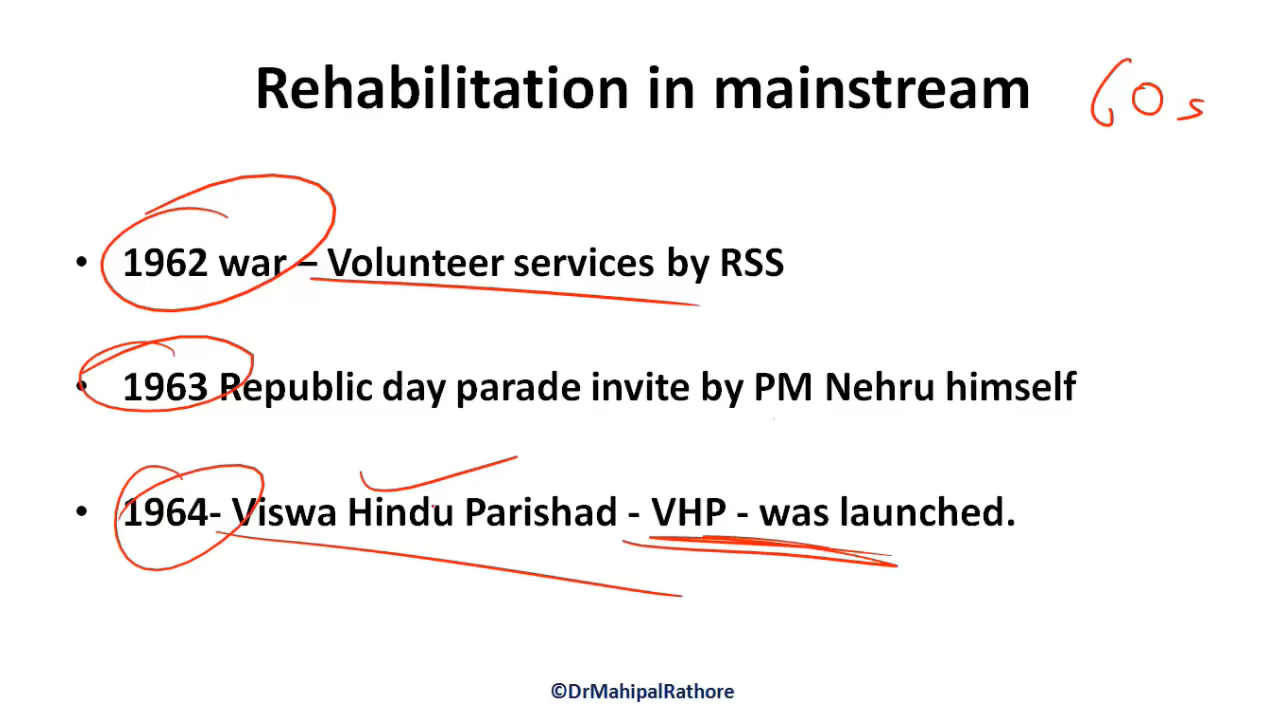 Rehabilitation in mainstream 60s
• 1962 war – Volunteer services by RSS
• 1963 Republic day parade invite by PM Nehru himself
• 1964- Viswa Hindu Parishad - VHP - was launched.
©DrMahipalRathore